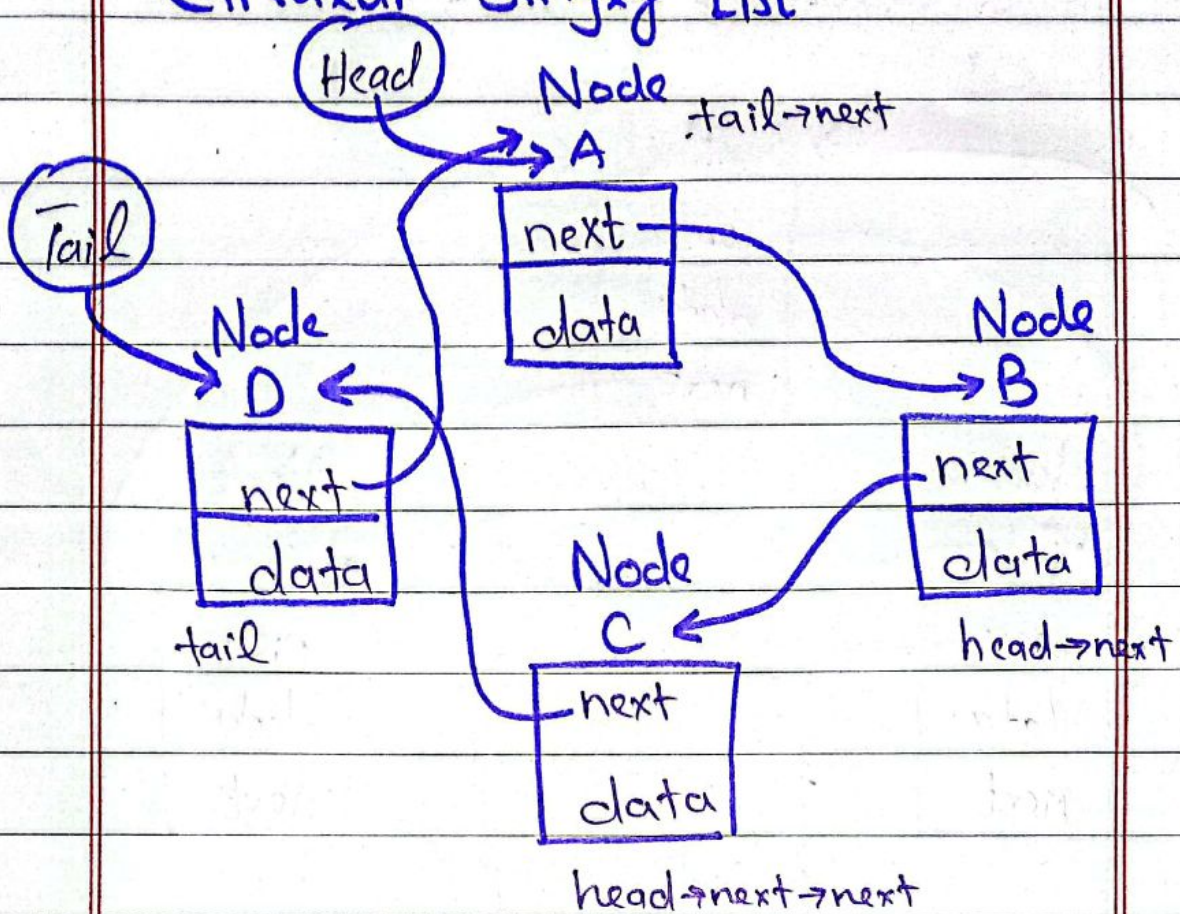 List
Head
Node
A
tail→next
next
data
Tail
Node
D
next
data
tail
Node
B
next
data
head→next
Node
C
next
data
head→next→next